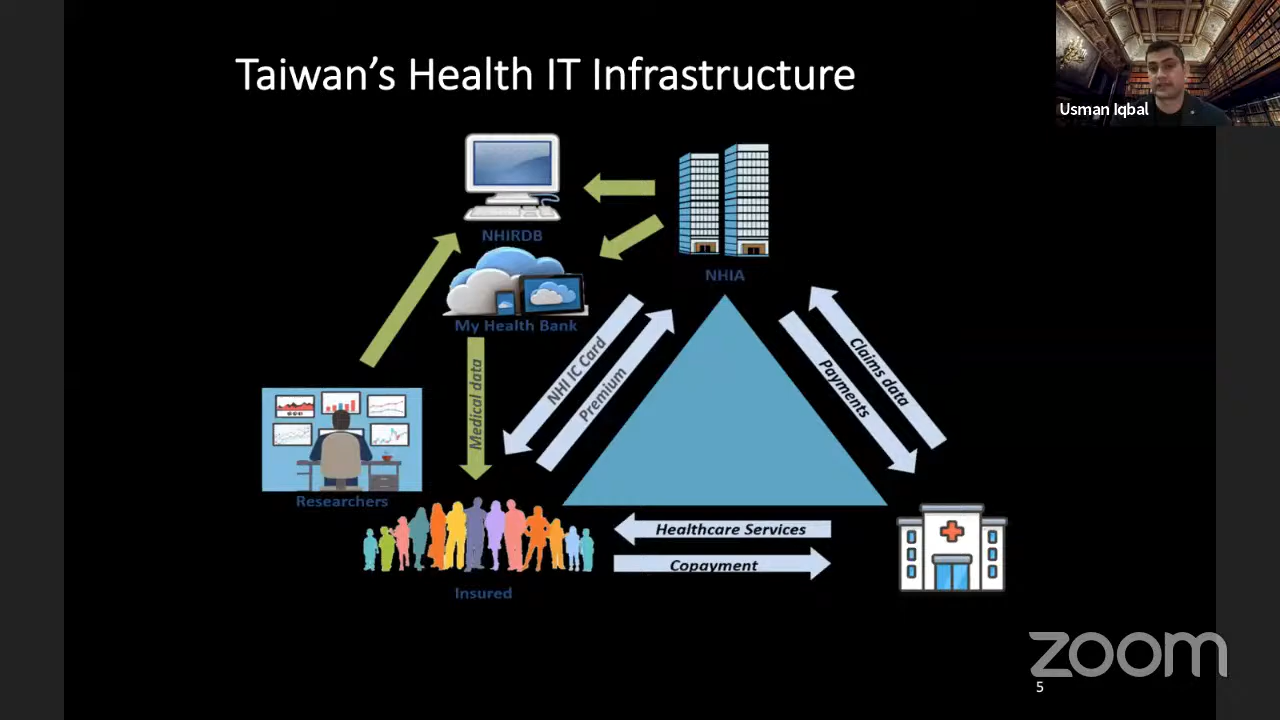 Taiwan's Health IT Infrastructure
Usman Iqbal
NHIRDB
NHIA
My Health Bank
Medical data
NHI IC Card
Premium
Claims data
Payments
Researchers
Healthcare Services
Copayment
Insured
zoom
5